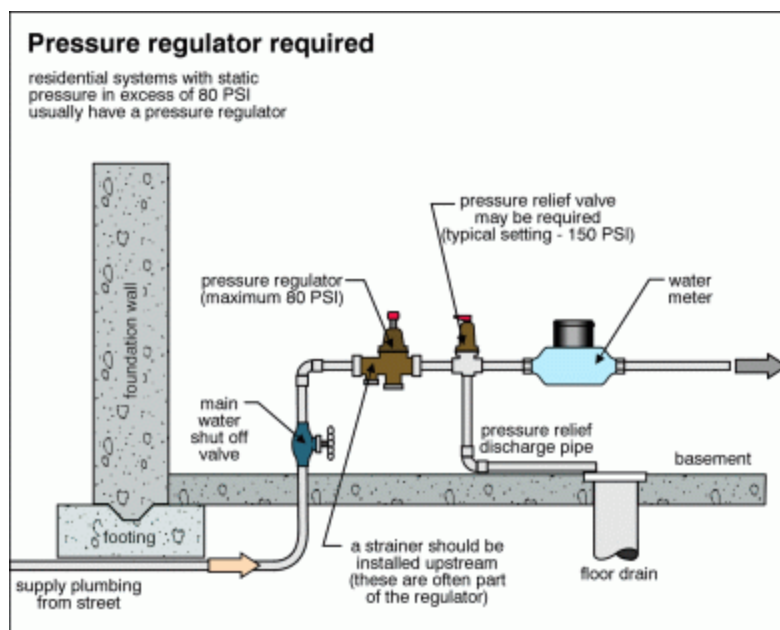 Pressure regulator required
residential systems with static
pressure in excess of 80 PSI
usually have a pressure regulator
pressure relief valve
may be required
(typical setting - 150 PSI)
pressure regulator
(maximum 80 PSI)
water
meter
foundation wall
main
water
shut off
valve
pressure relief
discharge pipe
basement
footing
a strainer should be
installed upstream
(these are often part
of the regulator)
floor drain
supply plumbing
from street